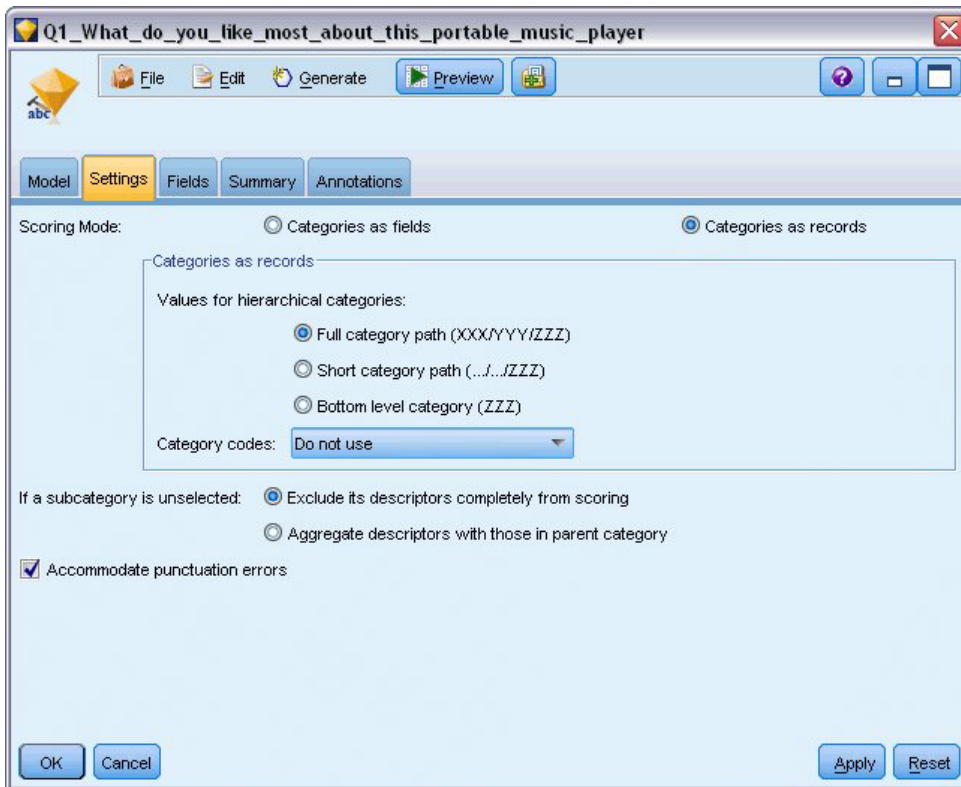 Q1_What_do_you_like_most_about_this_portable_music_player
File Edit Generate Preview
abc
Model Settings Fields Summary Annotations
Scoring Mode: Categories as fields Categories as records
Categories as records
Values for hierarchical categories:
Full category path (XXX/YYY/ZZZ)
Short category path (.../.../ZZZ)
Bottom level category (ZZZ)
Category codes: Do not use
If a subcategory is unselected: Exclude its descriptors completely from scoring
Aggregate descriptors with those in parent category
Accommodate punctuation errors
OK Cancel Apply Reset